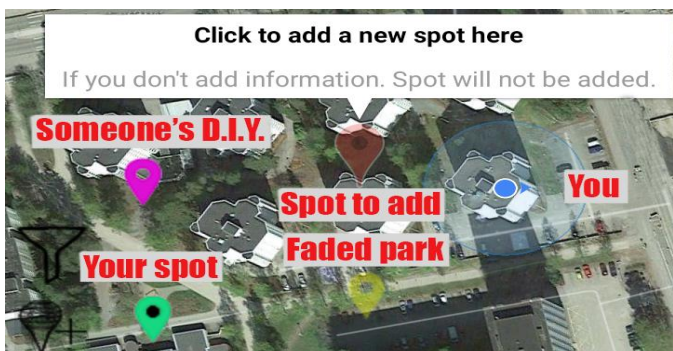 Click to add a new spot here
If you don't add information. Spot will not be added.
Someone's D.I.Y.
You
Spot to add
Faded park
Your spot